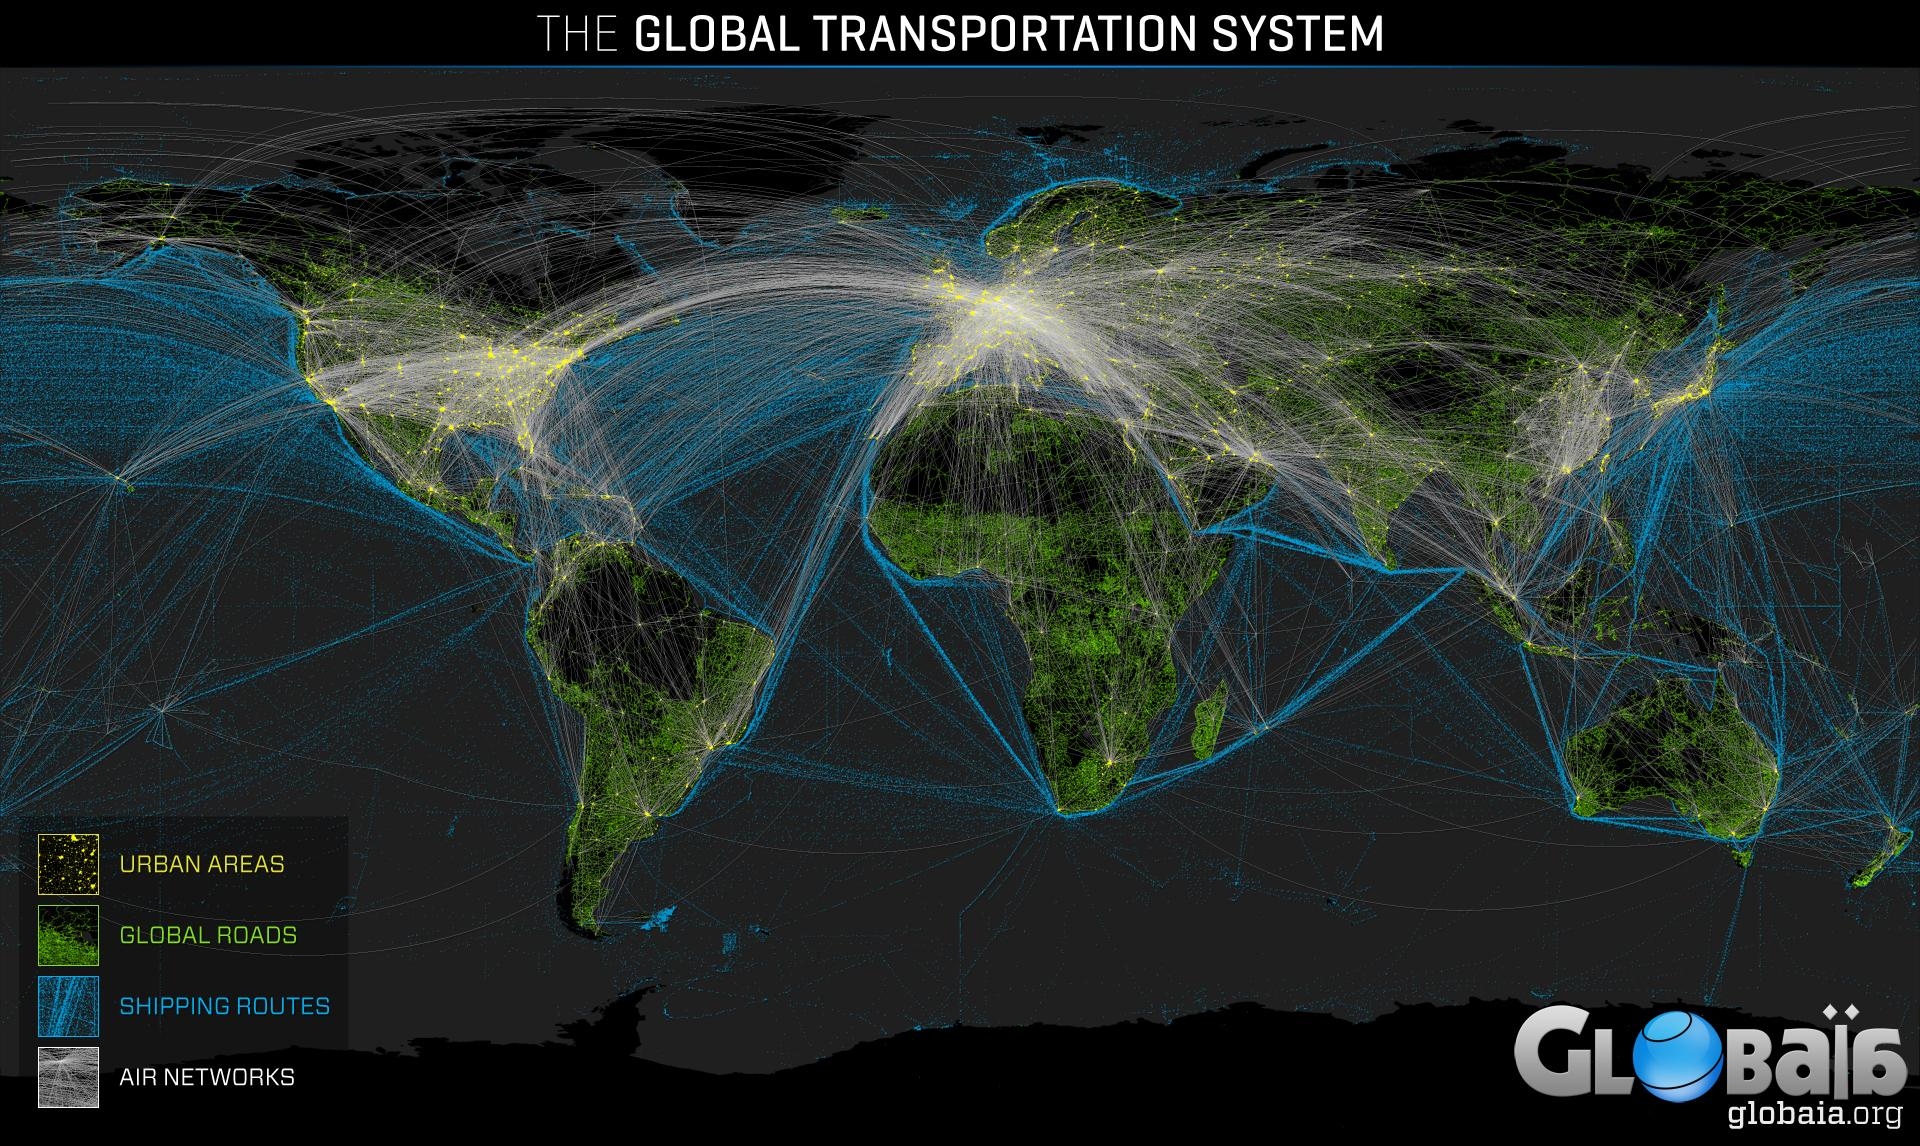 THE GLOBAL TRANSPORTATION SYSTEM
URBAN AREAS
GLOBAL ROADS
SHIPPING ROUTES
AIR NETWORKS
GLOBAÏA
globaia.org